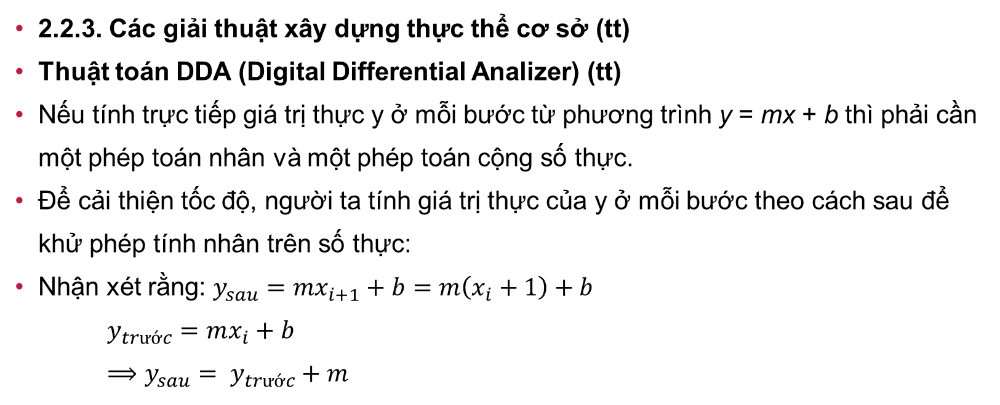 • 2.2.3. Các giải thuật xây dựng thực thể cơ sở (tt)
• Thuật toán DDA (Digital Differential Analizer) (tt)
• Nếu tính trực tiếp giá trị thực y ở mỗi bước từ phương trình y = mx + b thì phải cần
một phép toán nhân và một phép toán cộng số thực.
• Để cải thiện tốc độ, người ta tính giá trị thực của y ở mỗi bước theo cách sau để
khử phép tính nhân trên số thực:
• Nhận xét rằng: y_{sau} = mx_{i+1} + b = m(x_i + 1) + b
y_{trước} = mx_i + b
⟹ y_{sau} = y_{trước} + m